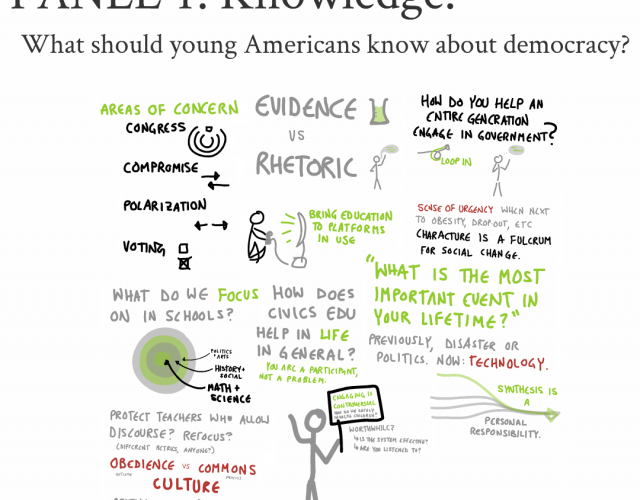 PANEL 1: Knowledge:
What should young Americans know about democracy?
AREAS OF CONCERN
CONGRESS
COMPROMISE
POLARIZATION
VOTING
EVIDENCE
VS
RHETORIC
HOW DO YOU HELP AN
ENTIRE GENERATION
ENGAGE IN GOVERNMENT?
LOOP IN
BRING EDUCATION
TO PLATFORMS
IN USE
SENSE OF URGENCY WHEN NEXT
TO OBESITY, DROP-OUT, ETC
CHARACTURE IS A FULCRUM
FOR SOCIAL CHANGE.
"WHAT IS THE MOST
IMPORTANT EVENT IN
YOUR LIFETIME?"
PREVIOUSLY, DISASTER OR
POLITICS. NOW: TECHNOLOGY.
WHAT DO WE FOCUS
ON IN SCHOOLS?
POLITICS
+ ARTS
HISTORY+
SOCIAL
MATH +
SCIENCE
HOW DOES
CIVICS EDU
HELP IN LIFE
IN GENERAL?
YOU ARE A PARTICIPANT,
NOT A PROBLEM.
SYNTHESIS IS
A
PERSONAL
RESPONSIBILITY.
PROTECT TEACHERS WHO ALLOW
DISCOURSE? REFOCUS?
(DIFFERENT METRICS, ANYONE?)
OBEDIENCE VS COMMONS
CULTURE
ENGAGING IS
CONTROVERSIAL
WORTHWHILE?
IS THE SYSTEM EFFECTIVE?
ARE YOU LISTENED TO?